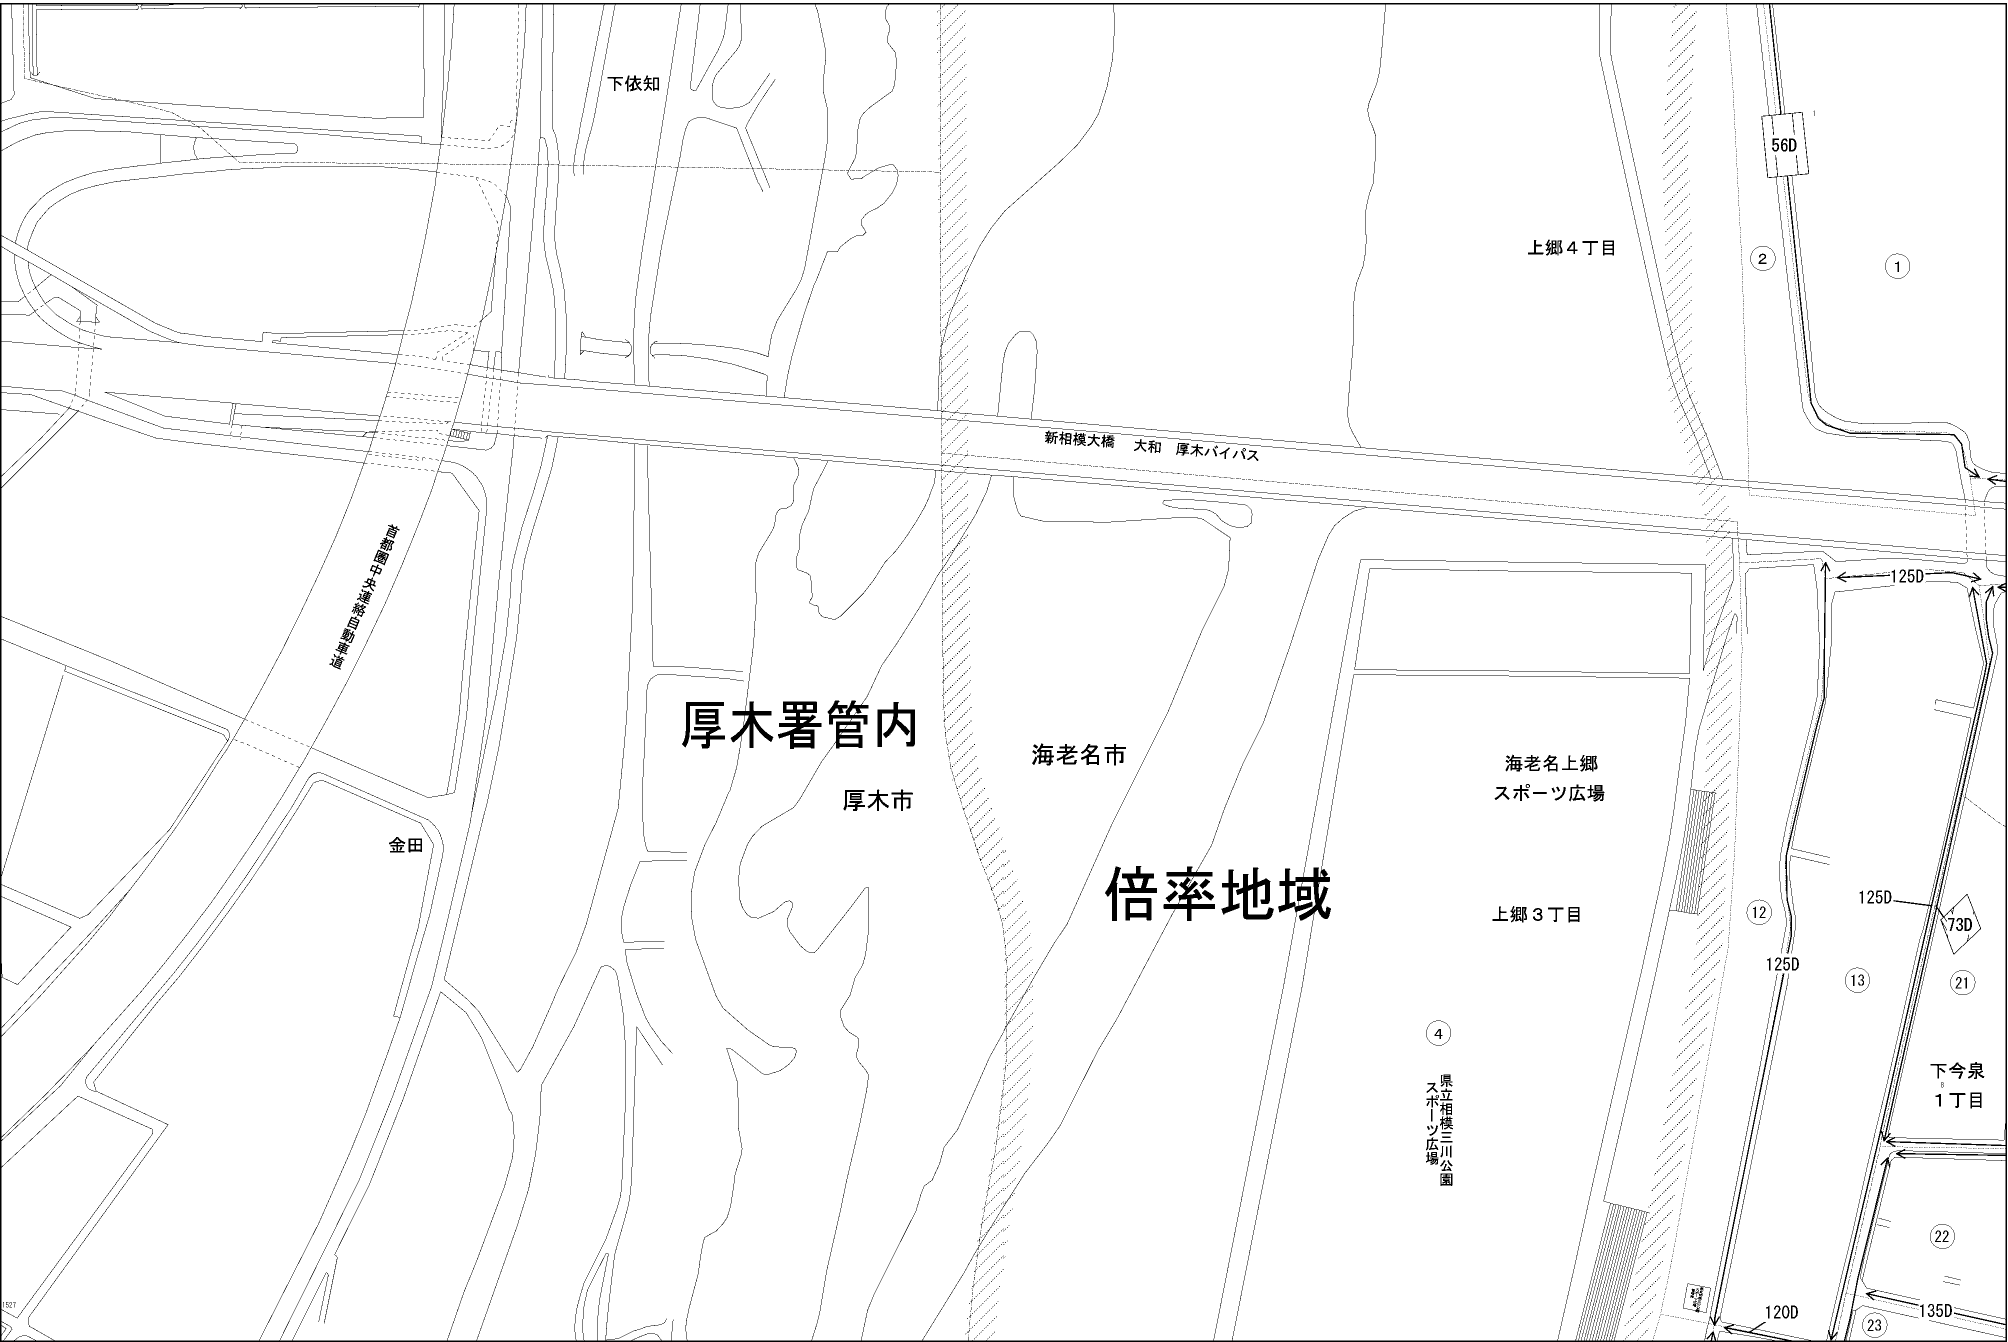 下依知
56D
1
上郷４丁目
2
1
新相模大橋　大和　厚木バイパス
首都圏中央連絡自動車道
125D
厚木署管内
海老名市
厚木市
海老名上郷
スポーツ広場
金田
倍率地域
上郷３丁目
125D
73D
12
125D
13
21
4
県立相模三川公園
スポーツ広場
下今泉
8
１丁目
22
1527
120D
135D
23